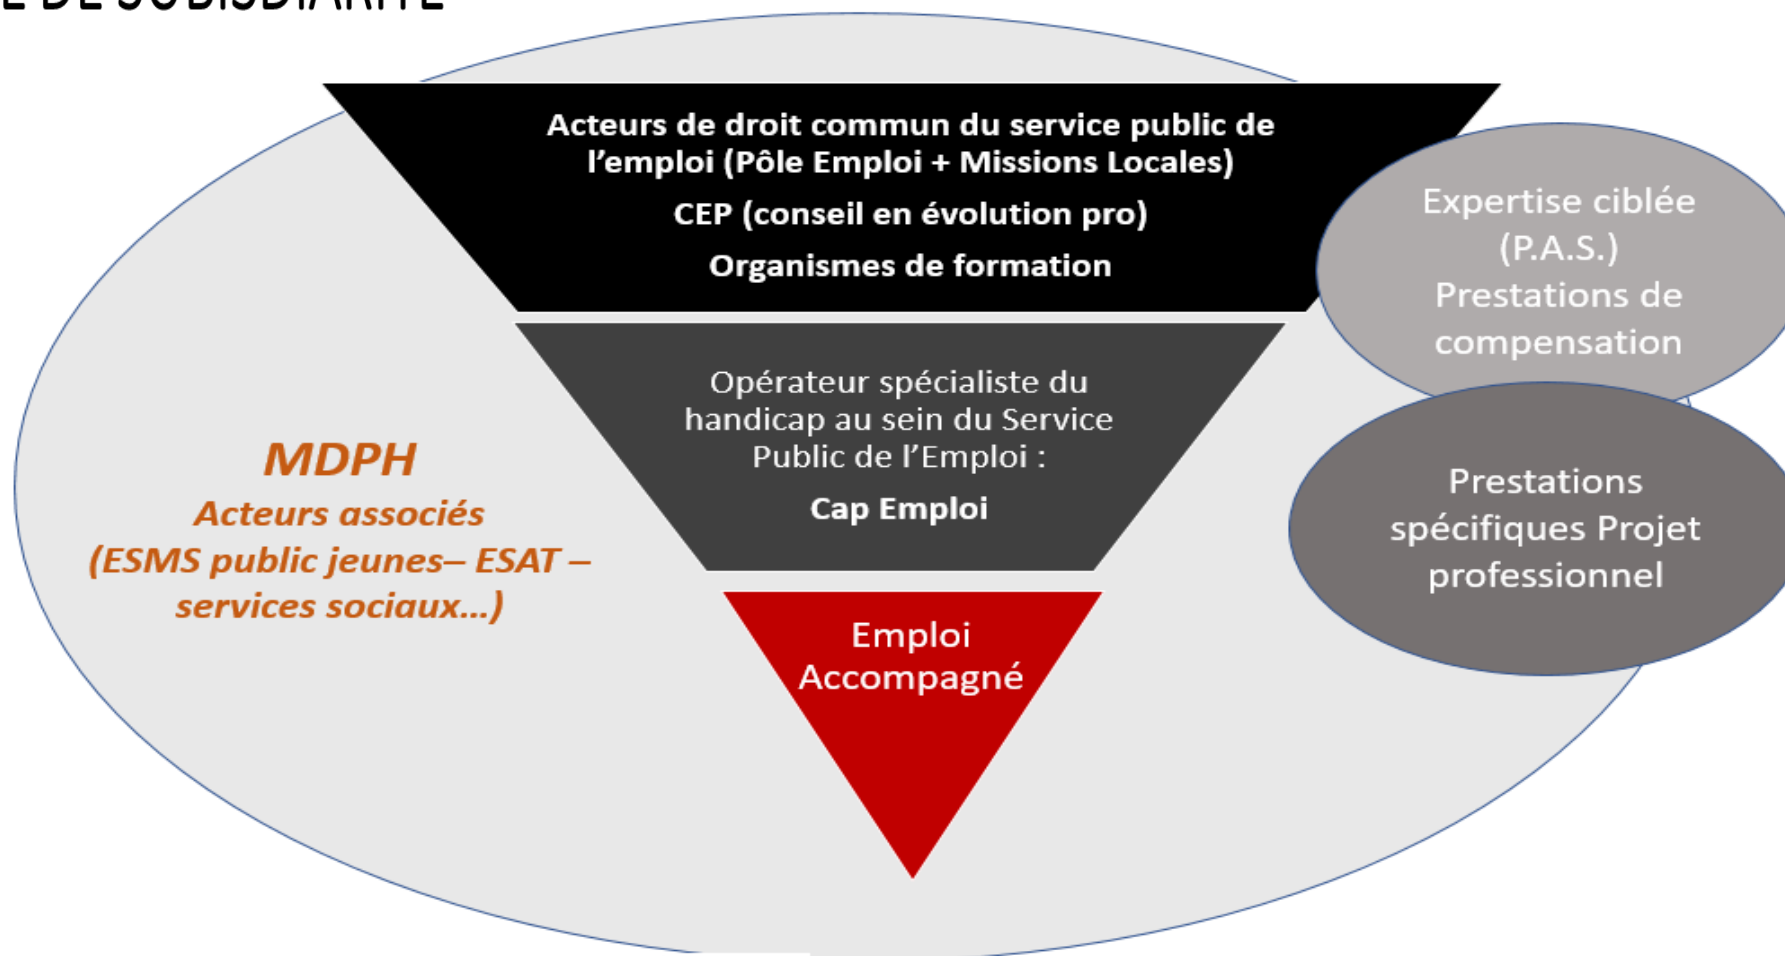 E DE SUBISDIARITE
Acteurs de droit commun du service public de
l’emploi (Pôle Emploi + Missions Locales)
CEP (conseil en évolution pro)
Organismes de formation
Expertise ciblée
(P.A.S.)
Prestations de
compensation
Opérateur spécialiste du
handicap au sein du Service
Public de l’Emploi :
Cap Emploi
MDPH
Acteurs associés
(ESMS public jeunes– ESAT –
services sociaux...)
Prestations
spécifiques Projet
professionnel
Emploi
Accompagné